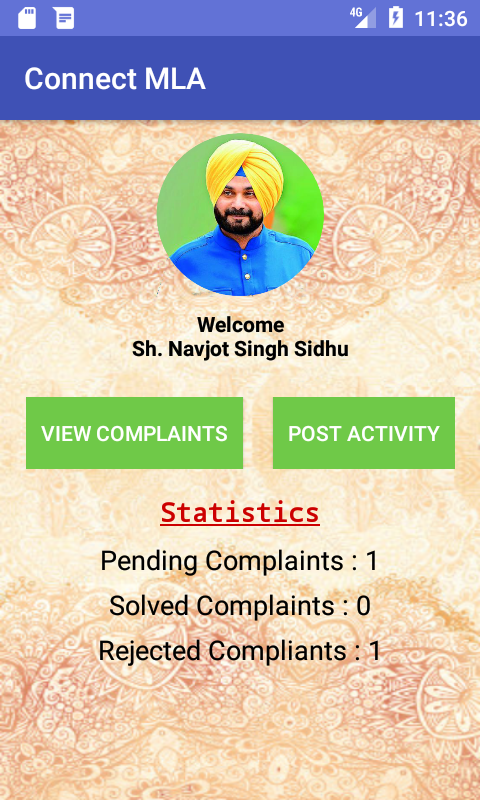 4G 11:36
Connect MLA
Welcome
Sh. Navjot Singh Sidhu
VIEW COMPLAINTS POST ACTIVITY
Statistics
Pending Complaints : 1
Solved Complaints : 0
Rejected Compliants : 1